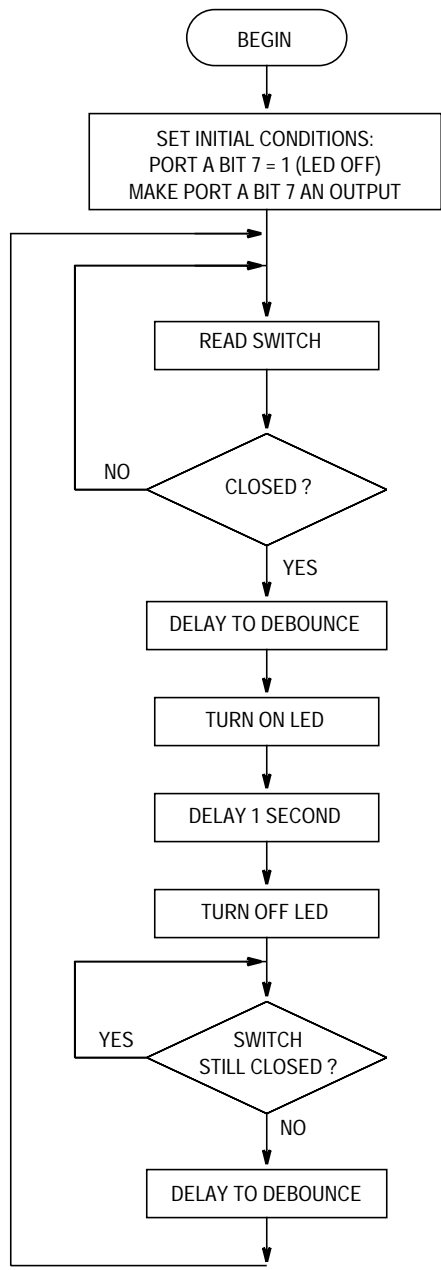 BEGIN
SET INITIAL CONDITIONS:
PORT A BIT 7 = 1 (LED OFF)
MAKE PORT A BIT 7 AN OUTPUT
READ SWITCH
CLOSED ?
NO
YES
DELAY TO DEBOUNCE
TURN ON LED
DELAY 1 SECOND
TURN OFF LED
SWITCH
STILL CLOSED ?
YES
NO
DELAY TO DEBOUNCE